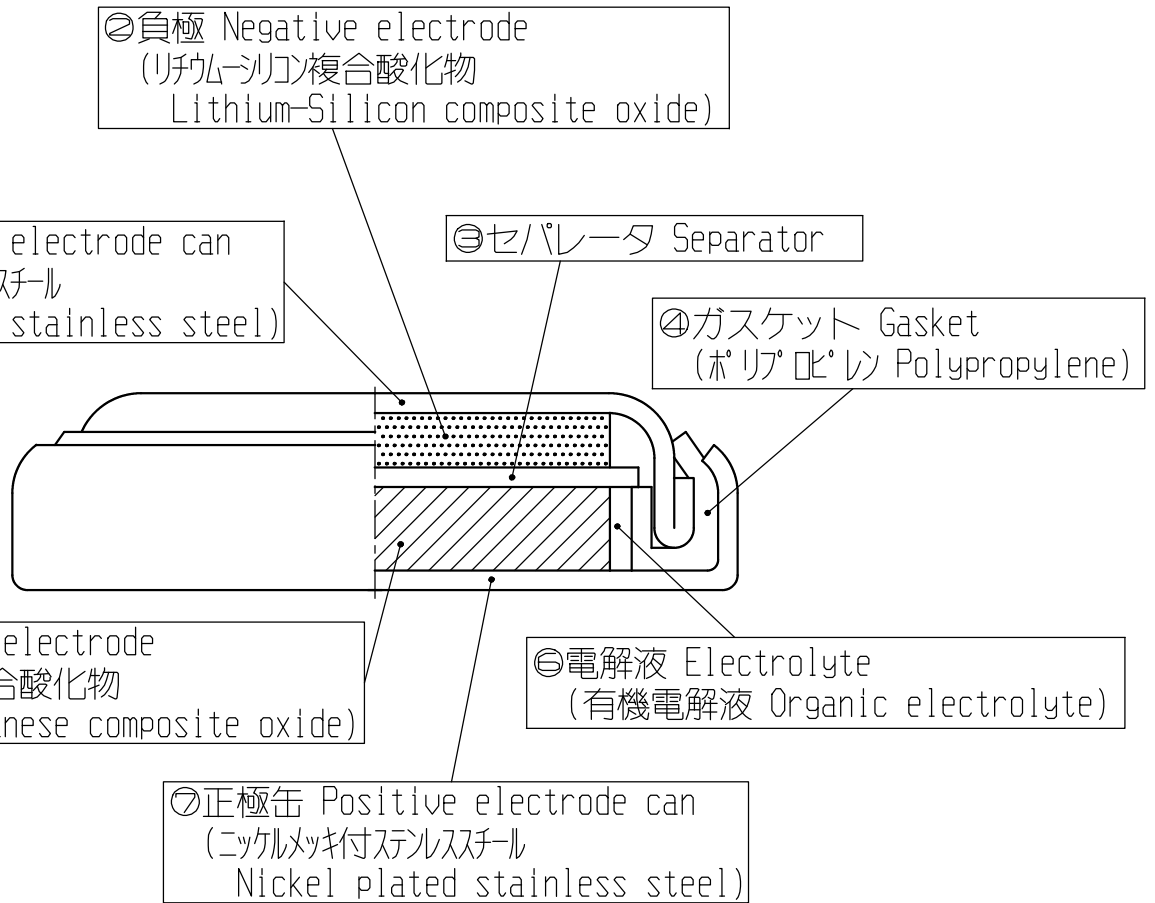 ②負極 Negative electrode
(リチウムーシリコン複合酸化物
Lithium-Silicon composite oxide)
electrode can
スチール
stainless steel)
③セパレータ Separator
④ガスケット Gasket
(ポリプロピレン Polypropylene)
electrode
合酸化物
nese composite oxide)
⑥電解液 Electrolyte
(有機電解液 Organic electrolyte)
⑦正極缶 Positive electrode can
(ニッケルメッキ付ステンレススチール
Nickel plated stainless steel)